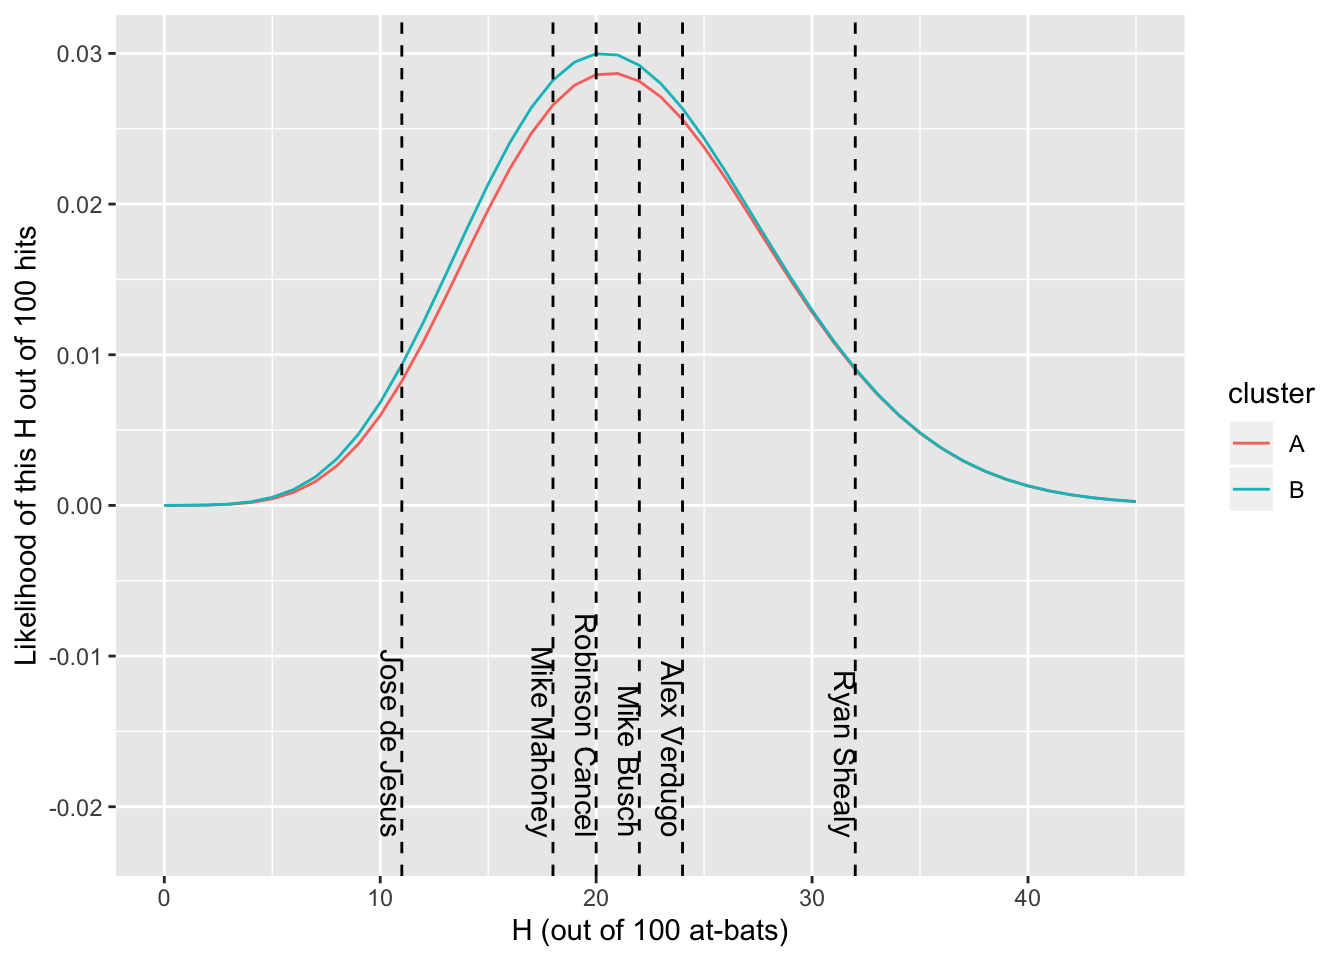 Likelihood of this H out of 100 hits
0.03
0.02
0.01
0.00
-0.01
-0.02
Jose de Jesus
Mike Mahoney
Robinson Cancel
Mike Busch
Alex Verdugo
Ryan Shealy
0
10
20
30
40
H (out of 100 at-bats)
cluster
A
B